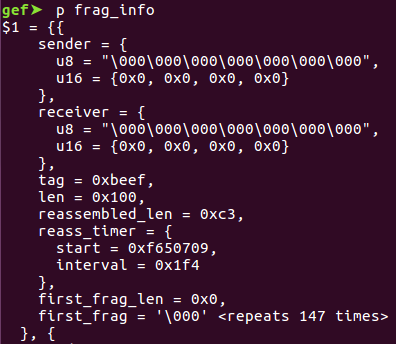 gef➤  p frag_info
$1 = {{
    sender = {
      u8 = "\000\000\000\000\000\000\000",
      u16 = {0x0, 0x0, 0x0, 0x0}
    },
    receiver = {
      u8 = "\000\000\000\000\000\000\000",
      u16 = {0x0, 0x0, 0x0, 0x0}
    },
    tag = 0xbeef,
    len = 0x100,
    reassembled_len = 0xc3,
    reass_timer = {
      start = 0xf650709,
      interval = 0x1f4
    },
    first_frag_len = 0x0,
    first_frag = '\000' <repeats 147 times>
  }, {